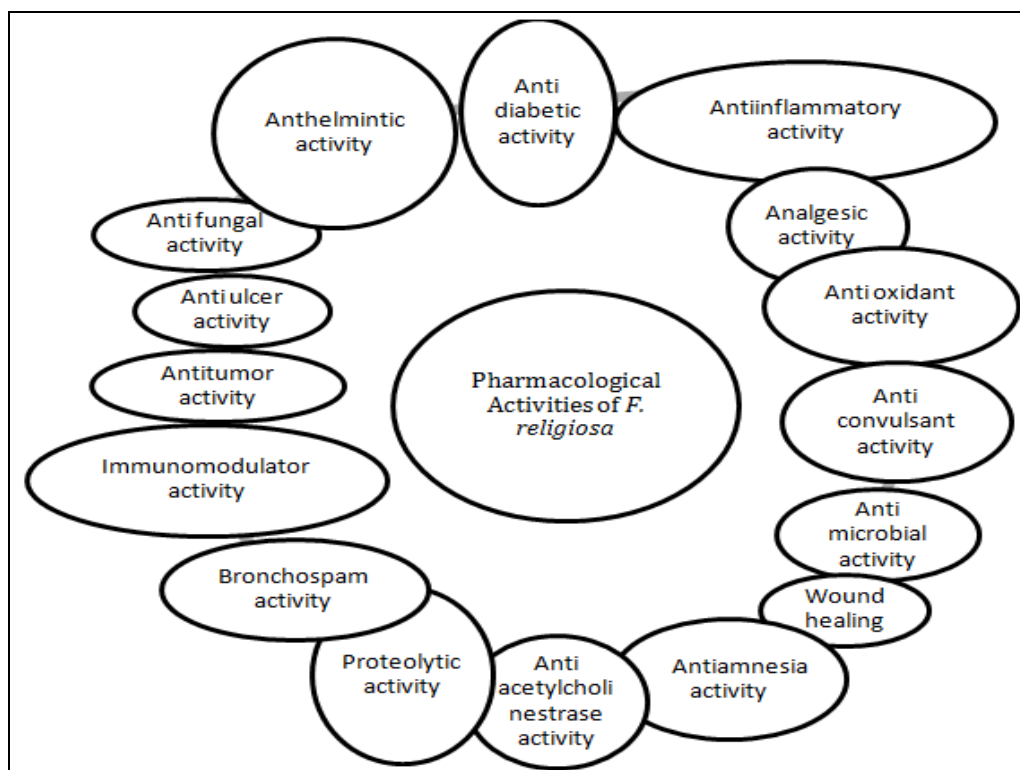 Anti
diabetic
activity
Antiinflammatory
activity
Analgesic
activity
Anti oxidant
activity
Anti
convulsant
activity
Anti
microbial
activity
Wound
healing
Antiamnesia
activity
Anti
acetylcholi
nestrase
activity
Proteolytic
activity
Bronchospam
activity
Immunomodulator
activity
Antitumor
activity
Anti ulcer
activity
Anti fungal
activity
Anthelmintic
activity
Pharmacological
Activities of F.
religiosa